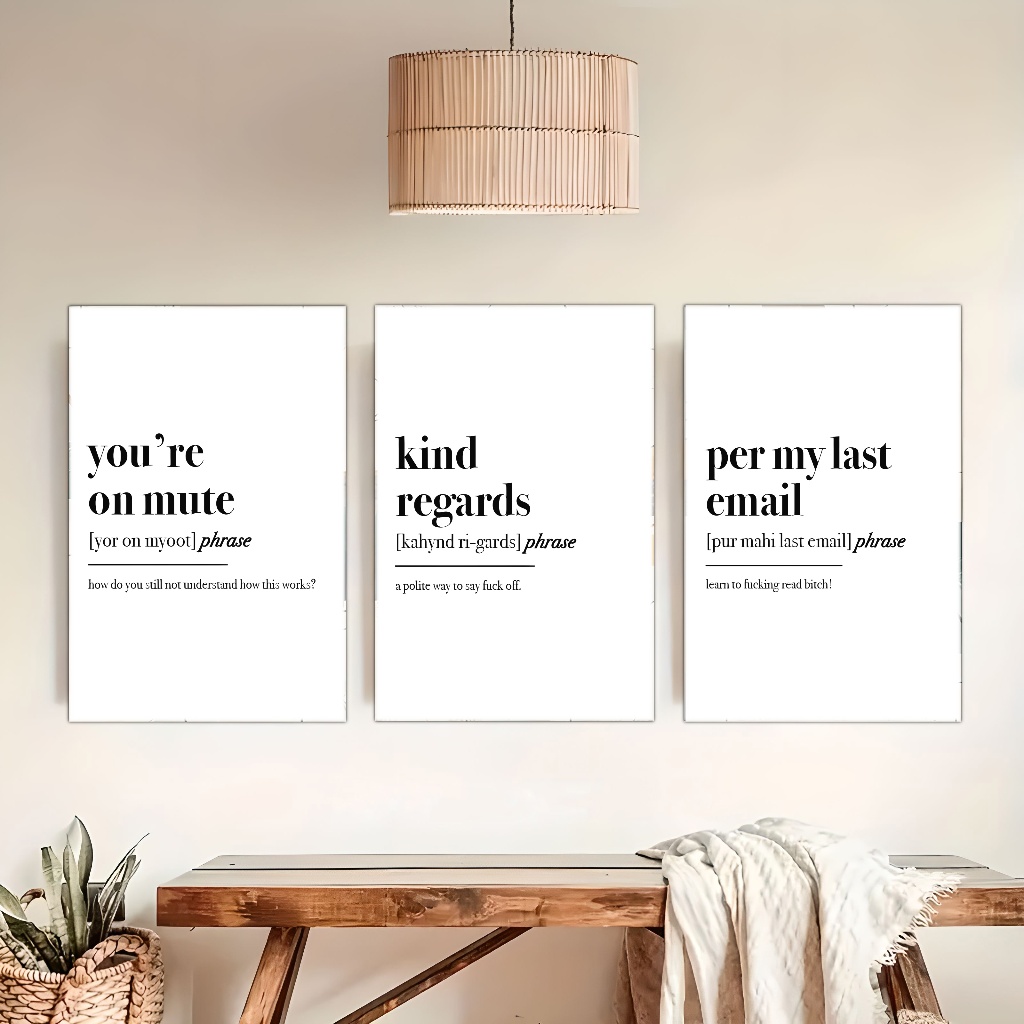 you're
on mute
[yor on myoot] phrase
how do you still not understand how this works?
kind
regards
[kahynd ri-gards] phrase
a polite way to say fuck off.
per my last
email
[pur mahi last email] phrase
learn to fucking read bitch!